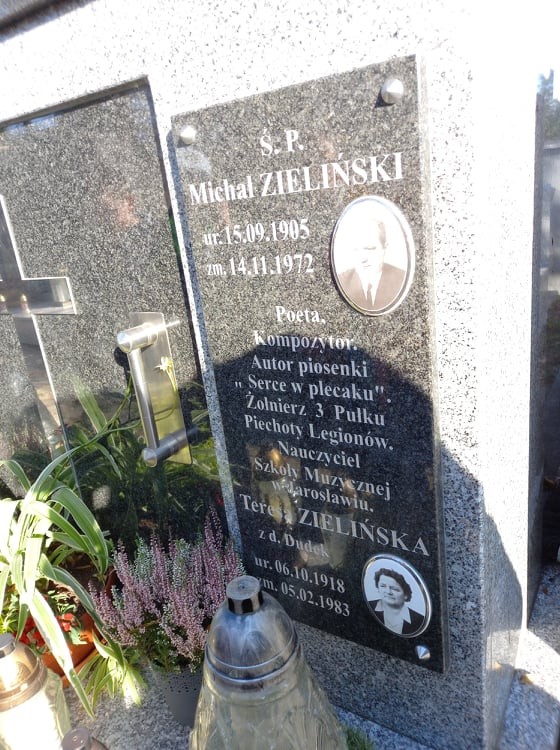 Ś. P.
Michał ZIELIŃSKI
ur. 15.09.1905
zm. 14.11.1972
Poeta.
Kompozytor.
Autor piosenki
„ Serce w plecaku".
Żołnierz 3 Pułku
Piechoty Legionów.
Nauczyciel
Szkoły Muzycznej
w Jarosławiu.
Teresa ZIELIŃSKA
z d. Dudek
ur. 06.10.1918
zm. 05.02.1983